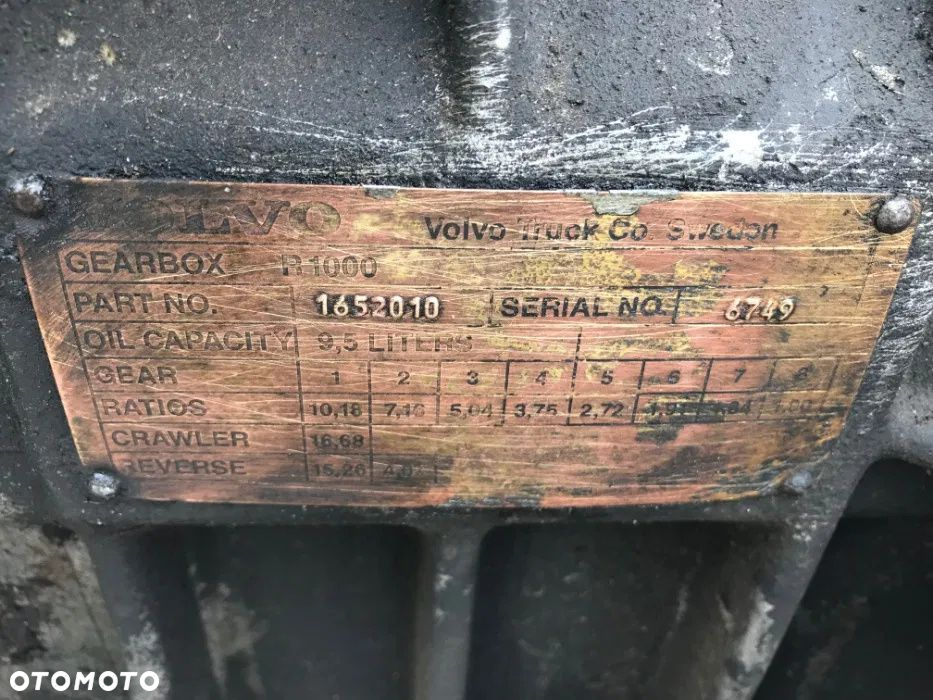 LVO Volvo Truck Co Sweden
GEARBOX R1000
PART NO. 1652010 SERIAL NO. 6749
OIL CAPACITY 9,5 LITERS
GEAR 1 2 3 4 5 6 7 8
RATIOS 10,18 5,04 3,75 2,72
CRAWLER 16,68
REVERSE 15,26
OTOMOTO